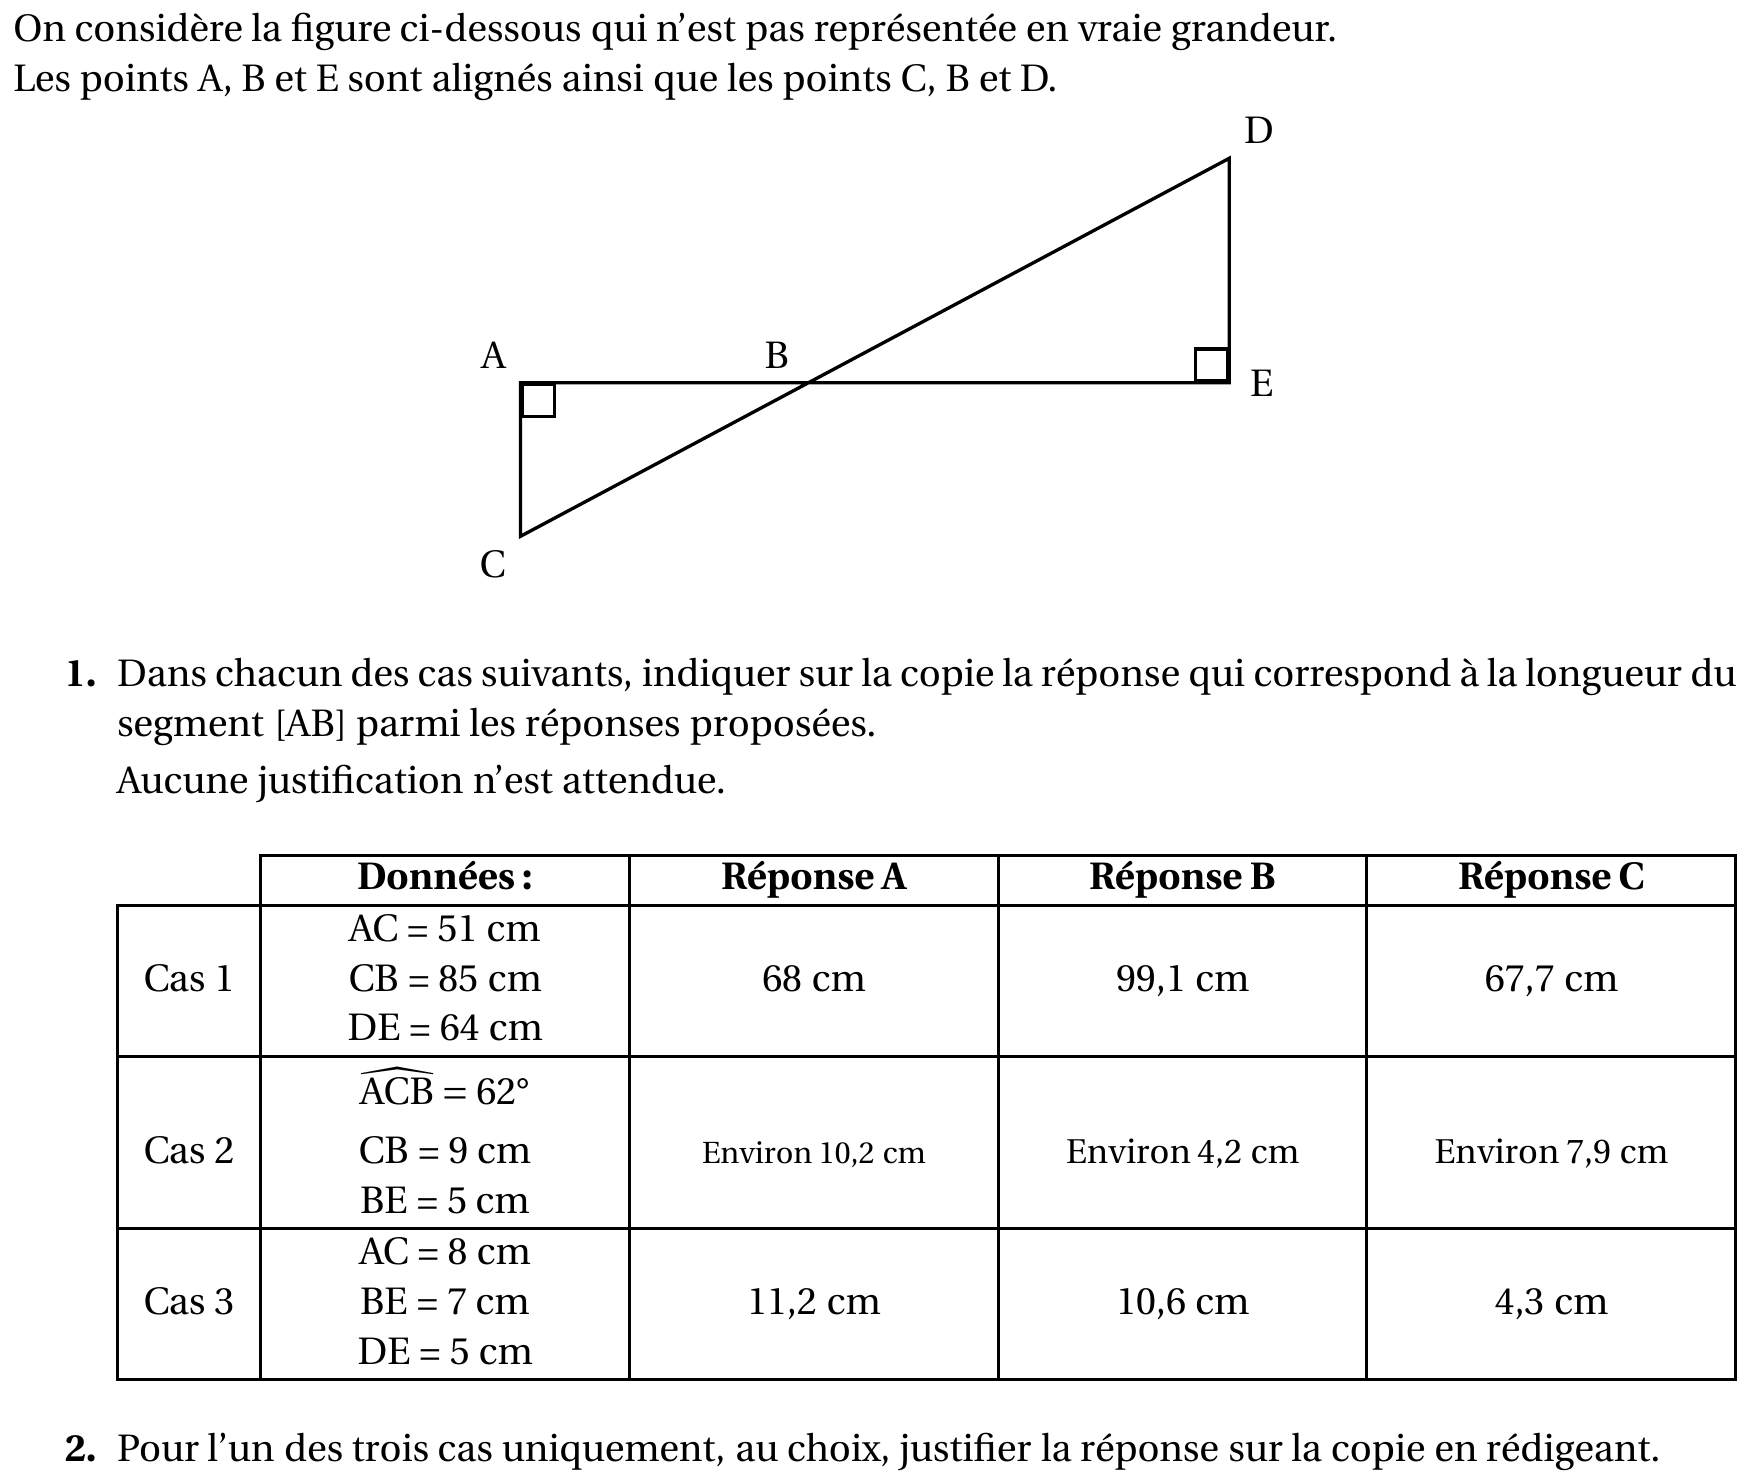 On considère la figure ci-dessous qui n'est pas représentée en vraie grandeur.
Les points A, B et E sont alignés ainsi que les points C, B et D.
D
A
B
E
C
1. Dans chacun des cas suivants, indiquer sur la copie la réponse qui correspond à la longueur du
segment [AB] parmi les réponses proposées.
Aucune justification n'est attendue.
Données : Réponse A Réponse B Réponse C
AC = 51 cm
Cas 1 CB = 85 cm 68 cm 99,1 cm 67,7 cm
DE = 64 cm
$\widehat{ACB}$ = 62°
Cas 2 CB = 9 cm Environ 10,2 cm Environ 4,2 cm Environ 7,9 cm
BE = 5 cm
AC = 8 cm
Cas 3 BE = 7 cm 11,2 cm 10,6 cm 4,3 cm
DE = 5 cm
2. Pour l'un des trois cas uniquement, au choix, justifier la réponse sur la copie en rédigeant.